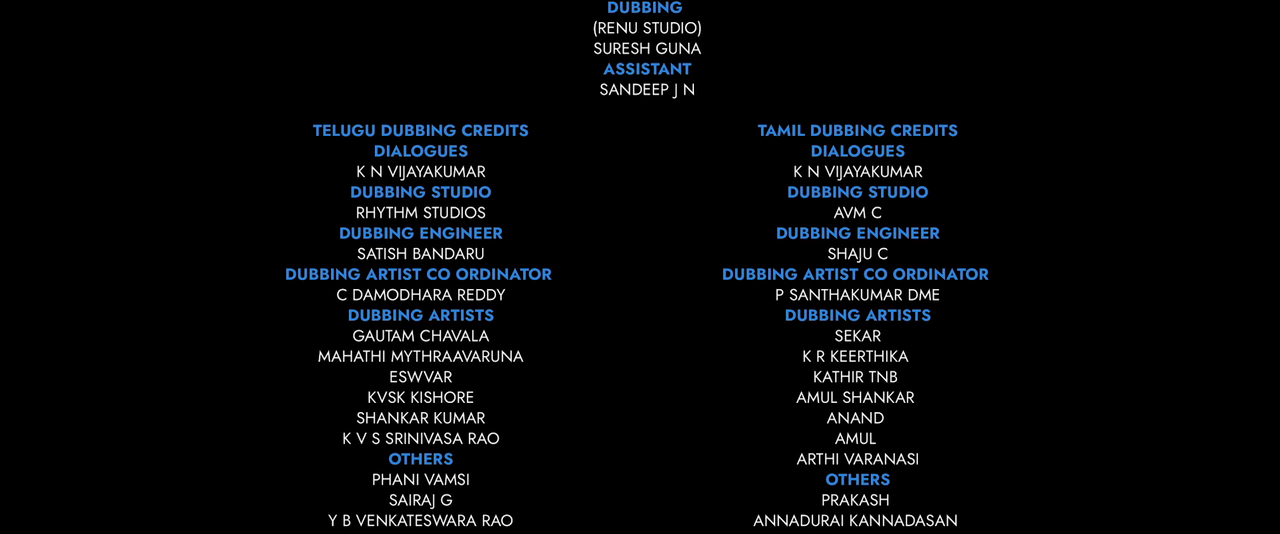 DUBBING
(RENU STUDIO)
SURESH GUNA
ASSISTANT
SANDEEP J N
TELUGU DUBBING CREDITS
DIALOGUES
K N VIJAYAKUMAR
DUBBING STUDIO
RHYTHM STUDIOS
DUBBING ENGINEER
SATISH BANDARU
DUBBING ARTIST CO ORDINATOR
C DAMODHARA REDDY
DUBBING ARTISTS
GAUTAM CHAVALA
MAHATHI MYTHRAAVARUNA
ESWVAR
KVSK KISHORE
SHANKAR KUMAR
K V S SRINIVASA RAO
OTHERS
PHANI VAMSI
SAIRAJ G
Y B VENKATESWARA RAO
TAMIL DUBBING CREDITS
DIALOGUES
K N VIJAYAKUMAR
DUBBING STUDIO
AVM C
DUBBING ENGINEER
SHAJU C
DUBBING ARTIST CO ORDINATOR
P SANTHAKUMAR DME
DUBBING ARTISTS
SEKAR
K R KEERTHIKA
KATHIR TNB
AMUL SHANKAR
ANAND
AMUL
ARTHI VARANASI
OTHERS
PRAKASH
ANNADURAI KANNADASAN